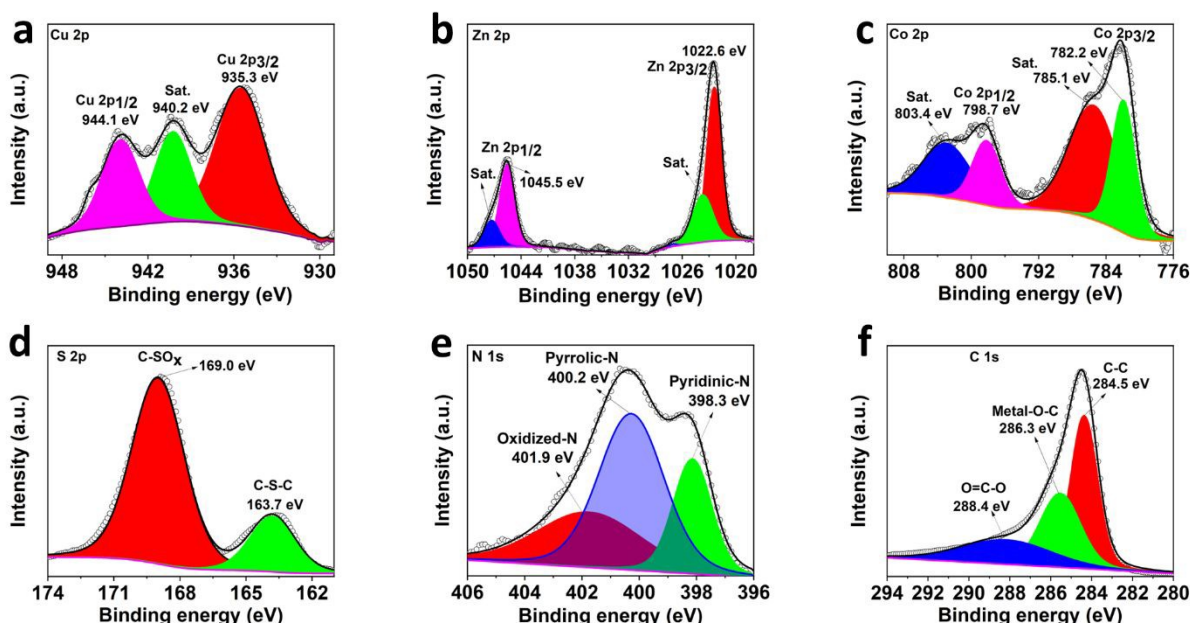 a
Cu 2p
Cu 2p3/2
935.3 eV
Sat.
940.2 eV
Cu 2p1/2
944.1 eV
Intensity (a.u.)
948 942 936 930
Binding energy (eV)
b
Zn 2p
1022.6 eV
Zn 2p3/2
Zn 2p1/2
1045.5 eV
Sat.
Sat.
Intensity (a.u.)
1050 1044 1038 1032 1026 1020
Binding energy (eV)
c
Co 2p
Co 2p3/2
782.2 eV
Sat.
785.1 eV
Co 2p1/2
798.7 eV
Sat.
803.4 eV
Intensity (a.u.)
808 800 792 784 776
Binding energy (eV)
d
S 2p
C-SOx
169.0 eV
C-S-C
163.7 eV
Intensity (a.u.)
174 171 168 165 162
Binding energy (eV)
e
N 1s
Pyrrolic-N
400.2 eV
Pyridinic-N
398.3 eV
Oxidized-N
401.9 eV
Intensity (a.u.)
406 404 402 400 398 396
Binding energy (eV)
f
C 1s
C-C
284.5 eV
Metal-O-C
286.3 eV
O=C-O
288.4 eV
Intensity (a.u.)
294 292 290 288 286 284 282 280
Binding energy (eV)